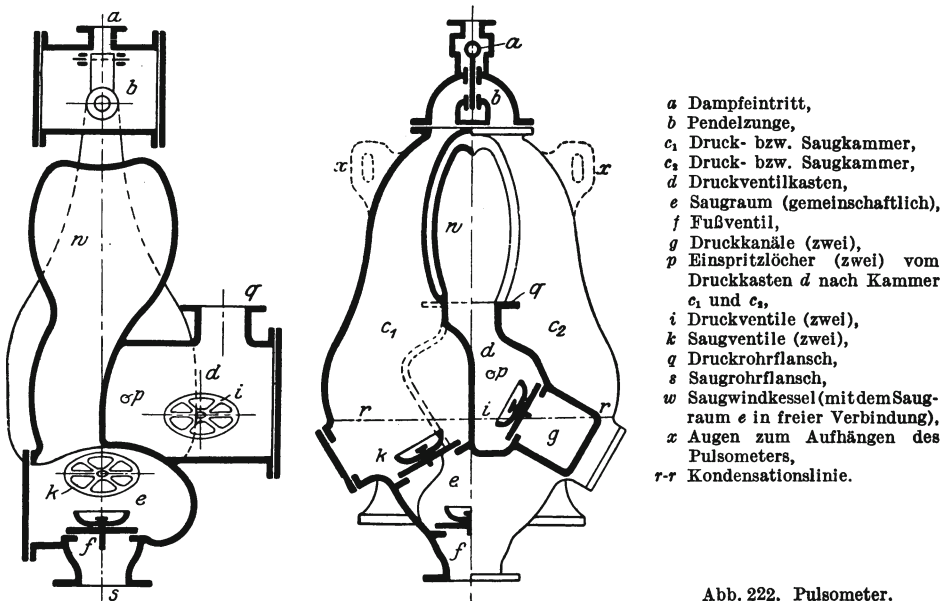 a
b
n
q
d
p
i
k
e
f
s
a
b
x
x
n
q
c₁
c₂
d
p
r
i
r
g
k
e
f
a Dampfeintritt,
b Pendelzunge,
c₁ Druck- bzw. Saugkammer,
c₂ Druck- bzw. Saugkammer,
d Druckventilkasten,
e Saugraum (gemeinschaftlich),
f Fußventil,
g Druckkanäle (zwei),
p Einspritzlöcher (zwei) vom
Druckkasten d nach Kammer
c₁ und c₂,
i Druckventile (zwei),
k Saugventile (zwei),
q Druckrohrflansch,
s Saugrohrflansch,
w Saugwindkessel (mit dem Saug-
raum e in freier Verbindung),
x Augen zum Aufhängen des
Pulsometers,
r-r Kondensationslinie.
Abb. 222. Pulsometer.